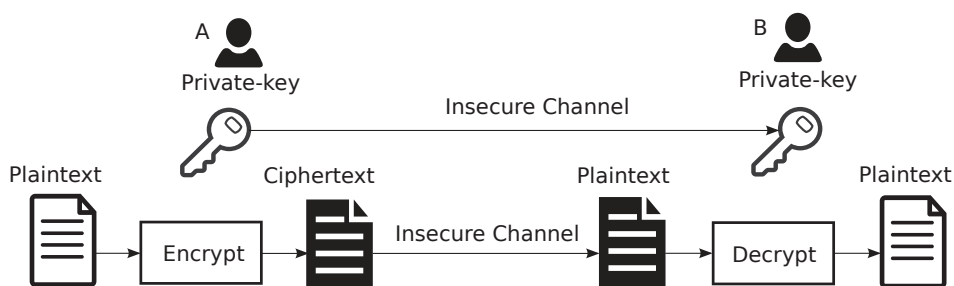 A
B
Private-key
Private-key
Insecure Channel
Plaintext
Ciphertext
Plaintext
Plaintext
Insecure Channel
Encrypt
Decrypt